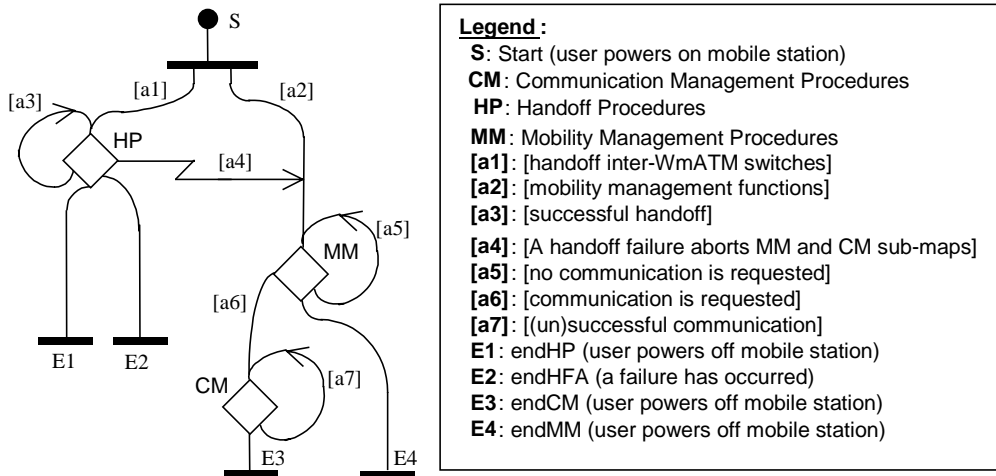 S
[a1]
[a2]
[a3]
HP
[a4]
[a5]
MM
[a6]
E1
E2
CM
[a7]
E3
E4
Legend :
S: Start (user powers on mobile station)
CM: Communication Management Procedures
HP: Handoff Procedures
MM: Mobility Management Procedures
[a1]: [handoff inter-WmATM switches]
[a2]: [mobility management functions]
[a3]: [successful handoff]
[a4]: [A handoff failure aborts MM and CM sub-maps]
[a5]: [no communication is requested]
[a6]: [communication is requested]
[a7]: [(un)successful communication]
E1: endHP (user powers off mobile station)
E2: endHFA (a failure has occurred)
E3: endCM (user powers off mobile station)
E4: endMM (user powers off mobile station)